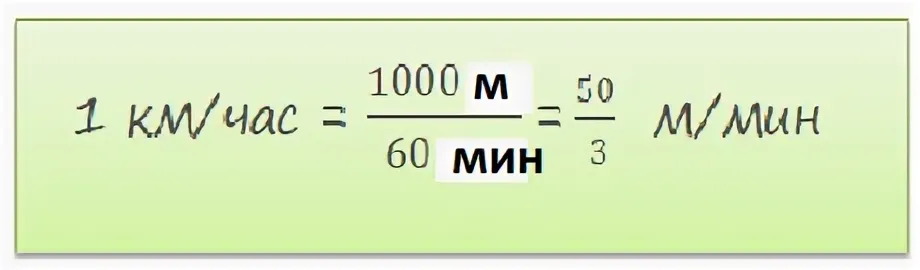 1 км/час = 1000 м / 60 мин = 50/3 м/мин